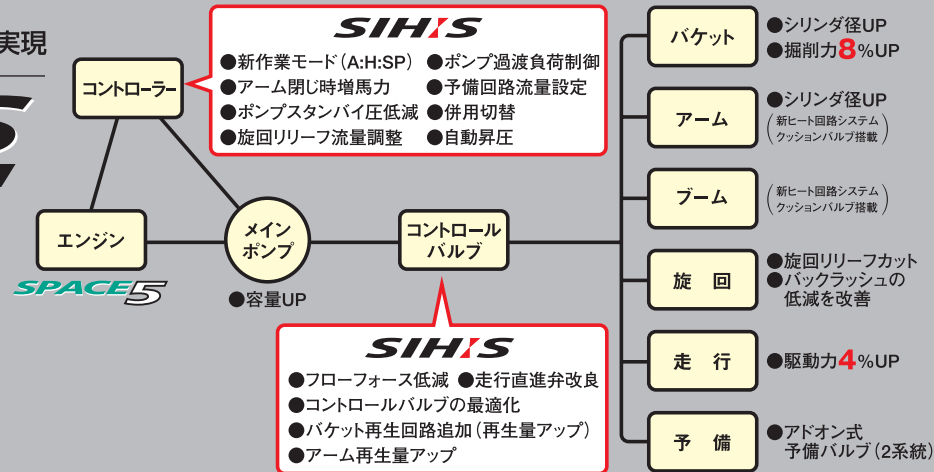 実現
S
コントローラー
SIH:S
●新作業モード（A:H:SP）
●アーム閉じ時増馬力
●ポンプスタンバイ圧低減
●旋回リリーフ流量調整
●ポンプ過渡負荷制御
●予備回路流量設定
●併用切替
●自動昇圧
エンジン
SPACE5
メイン
ポンプ
●容量UP
コントロール
バルブ
SIH:S
●フローフォース低減 ●走行直進弁改良
●コントロールバルブの最適化
●バケット再生回路追加（再生量アップ）
●アーム再生量アップ
バケット
●シリンダ径UP
●掘削力8%UP
アーム
●シリンダ径UP
（新ヒート回路システム
クッションバルブ搭載）
ブーム
（新ヒート回路システム
クッションバルブ搭載）
旋 回
●旋回リリーフカット
●バックラッシュの
低減を改善
走 行
●駆動力4%UP
予 備
●アドオン式
予備バルブ（2系統）